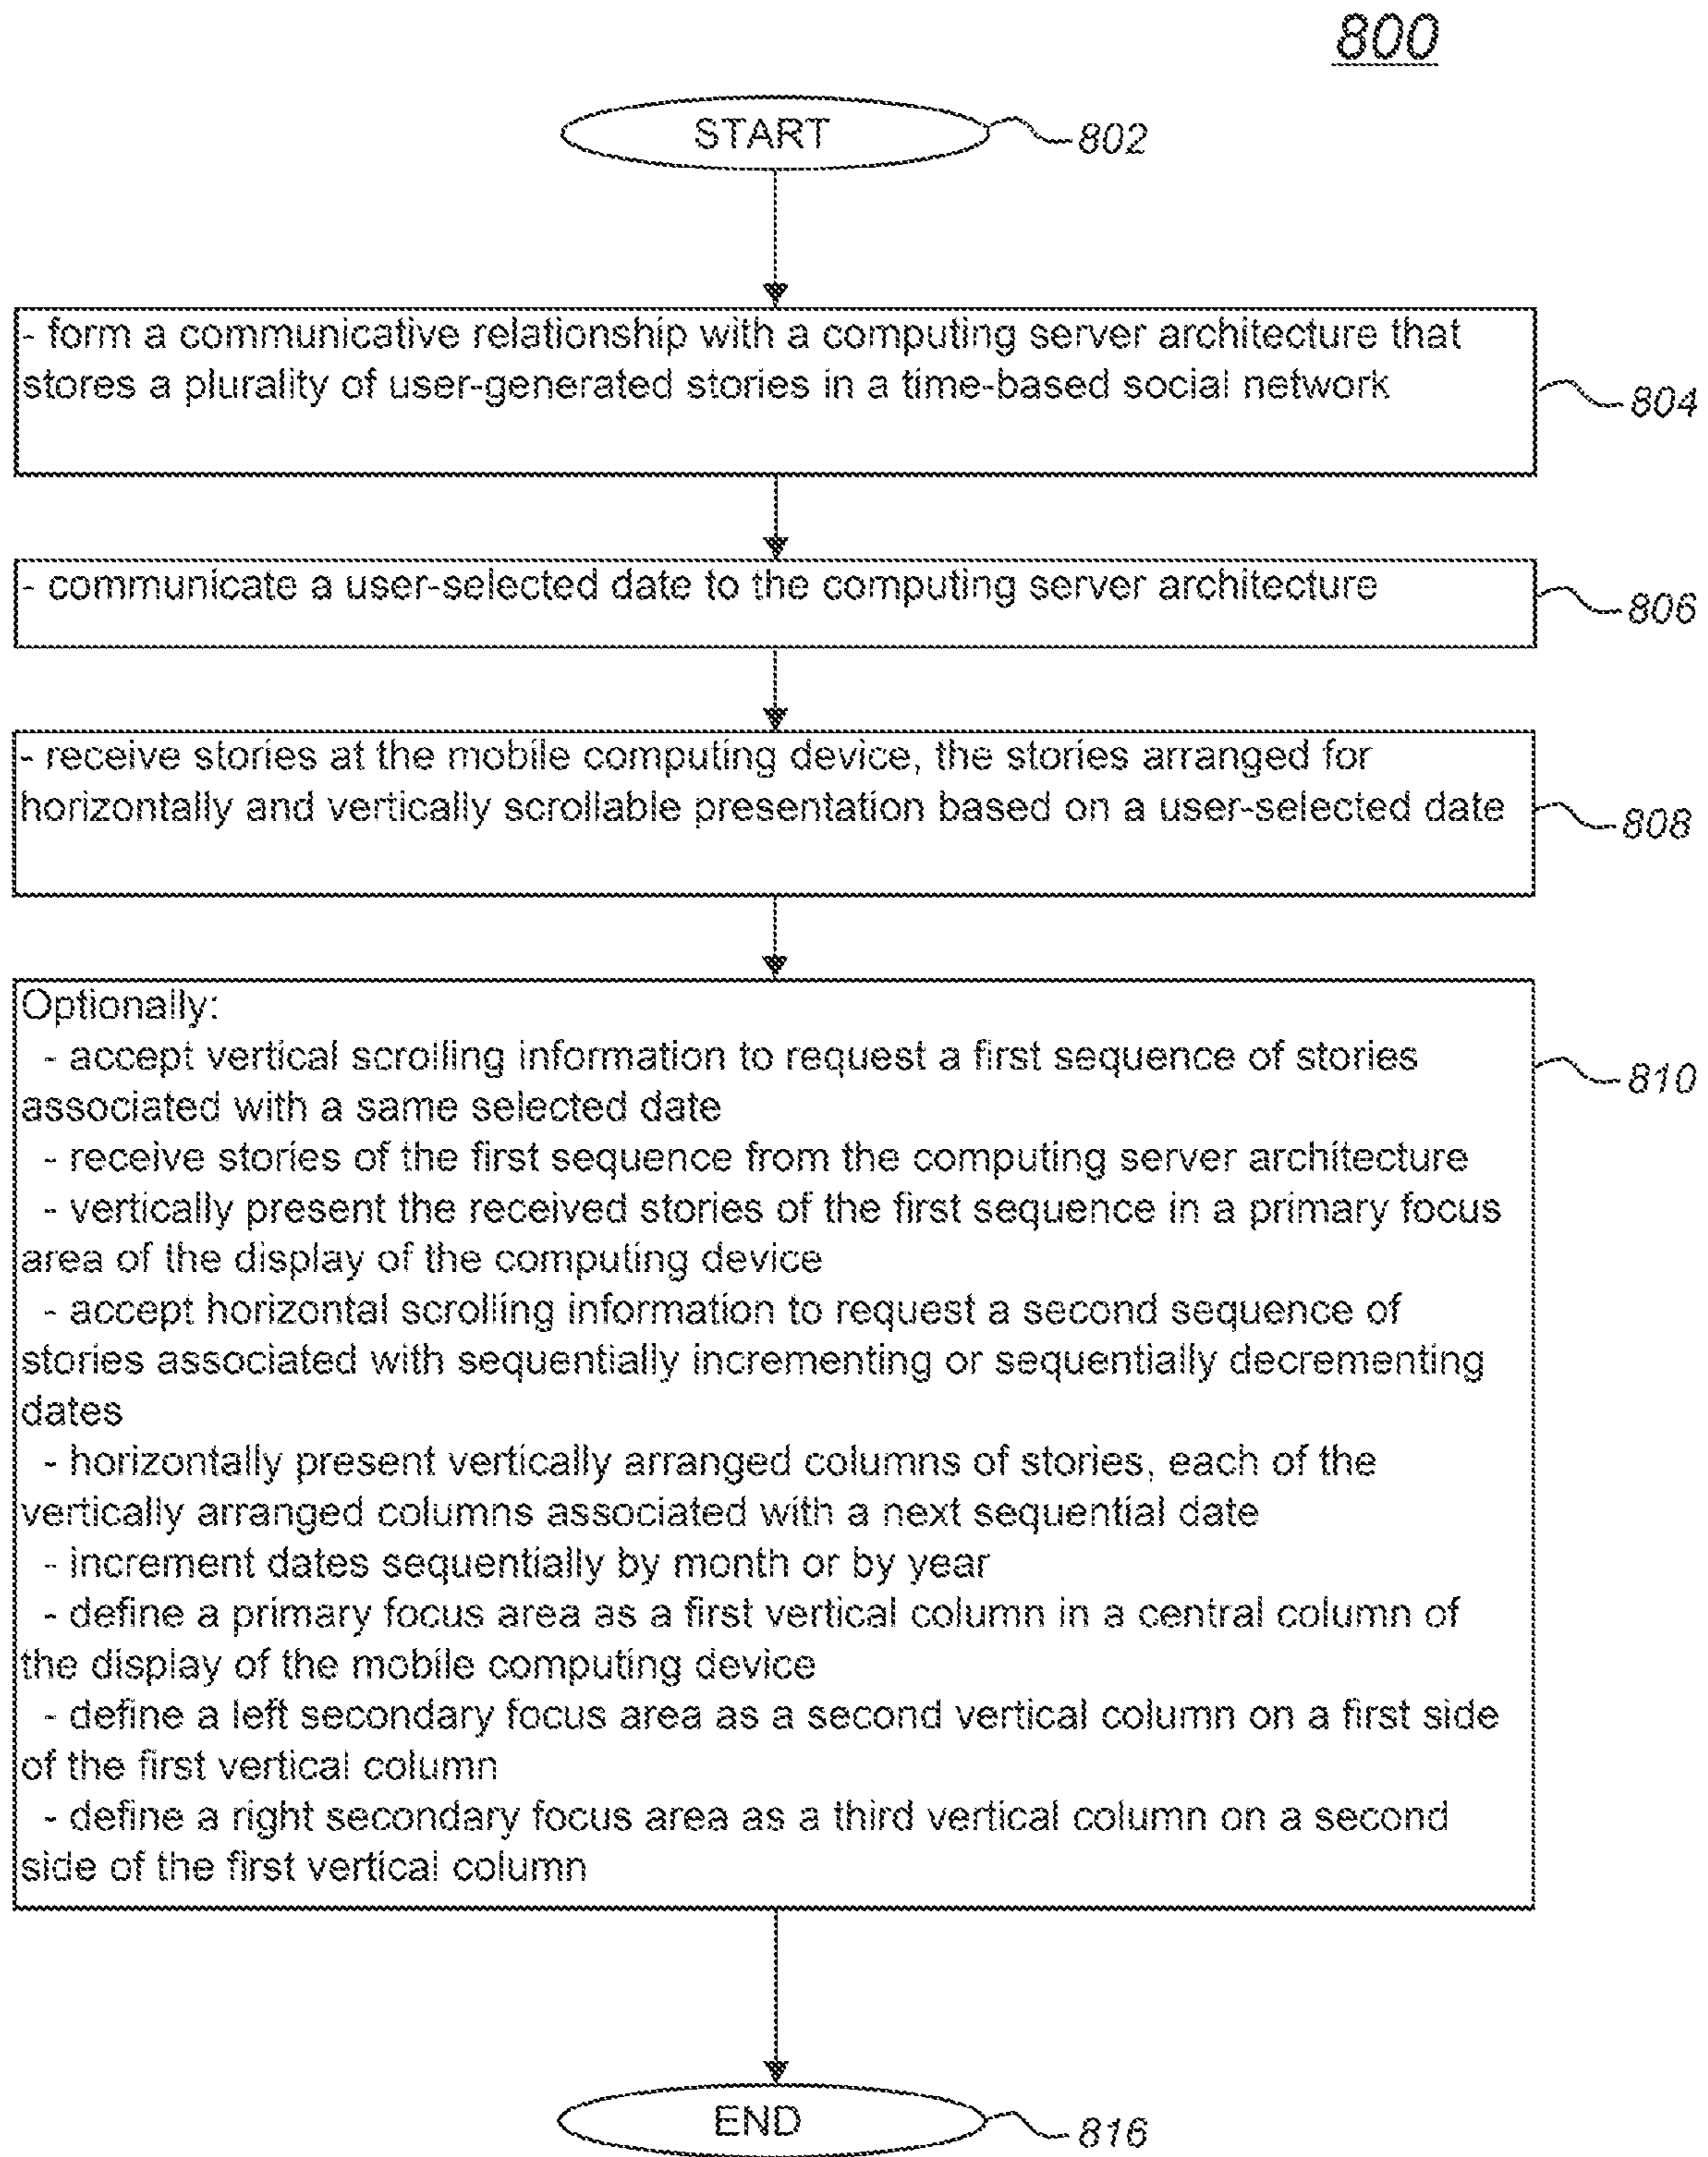 800
START
802
- form a communicative relationship with a computing server architecture that
stores a plurality of user-generated stories in a time-based social network
804
- communicate a user-selected date to the computing server architecture
806
- receive stories at the mobile computing device, the stories arranged for
horizontally and vertically scrollable presentation based on a user-selected date
808
Optionally:
- accept vertical scrolling information to request a first sequence of stories
associated with a same selected date
810
- receive stories of the first sequence from the computing server architecture
- vertically present the received stories of the first sequence in a primary focus
area of the display of the computing device
- accept horizontal scrolling information to request a second sequence of
stories associated with sequentially incrementing or sequentially decrementing
dates
- horizontally present vertically arranged columns of stories, each of the
vertically arranged columns associated with a next sequential date
- increment dates sequentially by month or by year
- define a primary focus area as a first vertical column in a central column of
the display of the mobile computing device
- define a left secondary focus area as a second vertical column on a first side
of the first vertical column
- define a right secondary focus area as a third vertical column on a second
side of the first vertical column
END
816